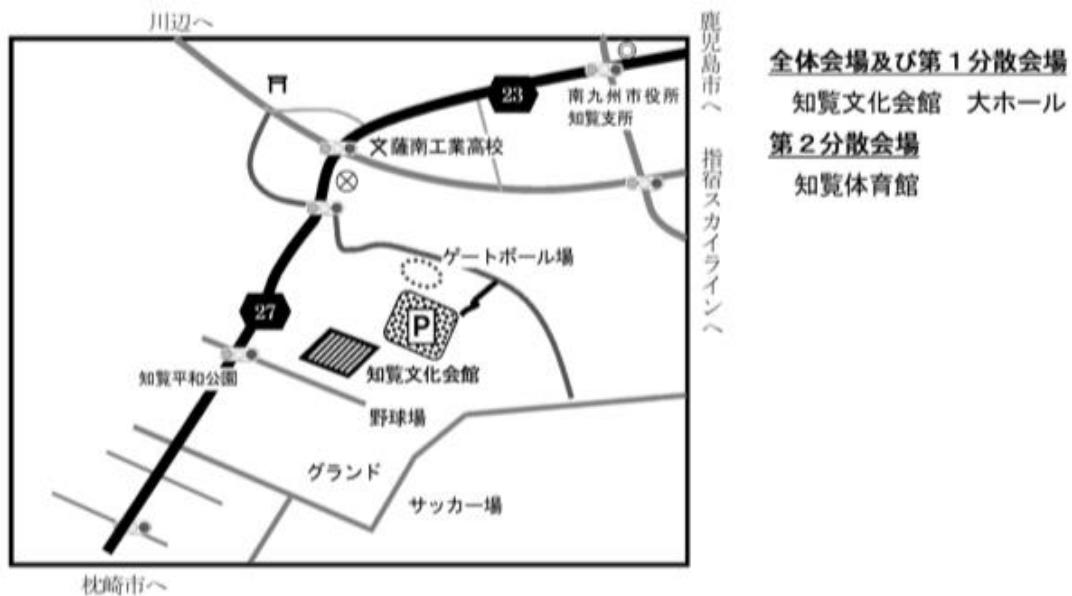 川辺へ
鹿児島市へ　指宿スカイラインへ
23
南九州市役所
知覧支所
文薩南工業高校
ゲートボール場
27
P
知覧文化会館
知覧平和公園
野球場
グランド
サッカー場
枕崎市へ
全体会場及び第１分散会場
知覧文化会館　大ホール
第２分散会場
知覧体育館